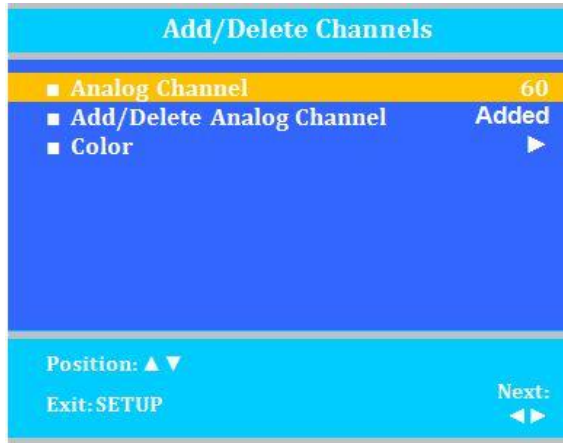 Add/Delete Channels
■ Analog Channel 60
■ Add/Delete Analog Channel Added
■ Color ▶
Position: ▲ ▼
Exit:SETUP
Next:
◀ ▶